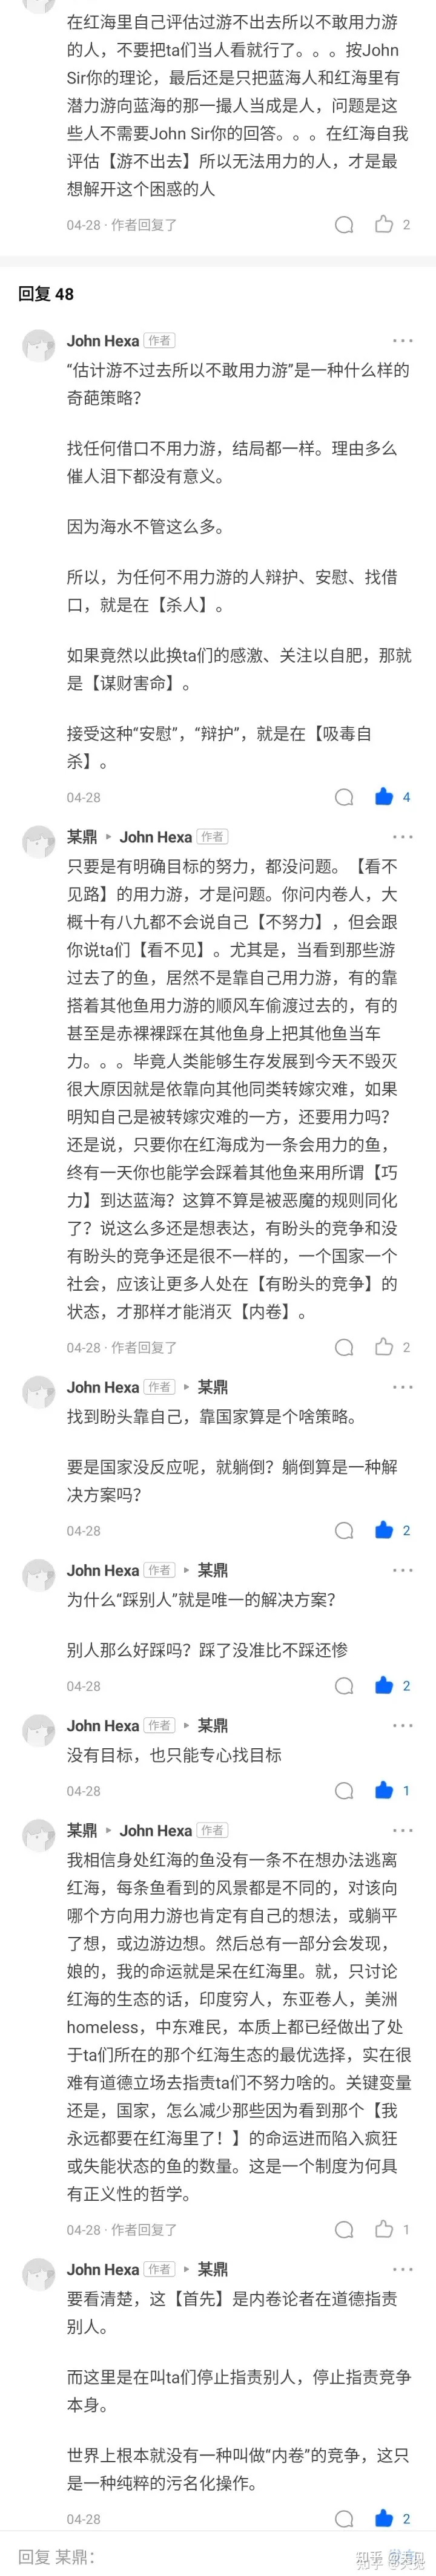 在红海里自己评估过游不出去所以不敢用力游
的人，不要把ta们当人看就行了。。。按John
Sir你的理论，最后还是只把蓝海人和红海里有
潜力游向蓝海的那一撮人当成是人，问题是这
些人不需要John Sir你的回答。。。在红海自我
评估【游不出去】所以无法用力的人，才是最
想解开这个困惑的人
04-28 · 作者回复了 2
回复 48
John Hexa 作者
“估计游不过去所以不敢用力游”是一种什么样的
奇葩策略？
找任何借口不用力游，结局都一样。理由多么
催人泪下都没有意义。
因为海水不管这么多。
所以，为任何不用力游的人辩护、安慰、找借
口，就是在【杀人】。
如果竟然以此换ta们的感激、关注以自肥，那就
是【谋财害命】。
接受这种“安慰”，“辩护”，就是在【吸毒自
杀】。
04-28 4
某鼎 ▸ John Hexa 作者
只要是有明确目标的努力，都没问题。【看不
见路】的用力游，才是问题。你问内卷人，大
概十有八九都不会说自己【不努力】，但会跟
你说ta们【看不见】。尤其是，当看到那些游
过去了的鱼，居然不是靠自己用力游，有的靠
搭着其他鱼用力游的顺风车偷渡过去的，有的
甚至是赤裸裸踩在其他鱼身上把其他鱼当车
力。。。毕竟人类能够生存发展到今天不毁灭
很大原因就是依靠向其他同类转嫁灾难，如果
明知自己是被转嫁灾难的一方，还要用力吗？
还是说，只要你在红海成为一条会用力的鱼，
终有一天你也能学会踩着其他鱼来用所谓【巧
力】到达蓝海？这算不算是被恶魔的规则同化
了？说这么多还是想表达，有盼头的竞争和没
有盼头的竞争还是很不一样的，一个国家一个
社会，应该让更多人处在【有盼头的竞争】的
状态，才那样才能消灭【内卷】。
04-28 · 作者回复了 2
John Hexa 作者 ▸ 某鼎
找到盼头靠自己，靠国家算是个啥策略。
要是国家没反应呢，就躺倒？躺倒算是一种解
决方案吗？
04-28 2
John Hexa 作者 ▸ 某鼎
为什么“踩别人”就是唯一的解决方案？
别人那么好踩吗？踩了没准比不踩还惨
04-28 2
John Hexa 作者 ▸ 某鼎
没有目标，也只能专心找目标
04-28 1
某鼎 ▸ John Hexa 作者
我相信身处红海的鱼没有一条不在想办法逃离
红海，每条鱼看到的风景都是不同的，对该向
哪个方向用力游也肯定有自己的想法，或躺平
了想，或边游边想。然后总有一部分会发现，
娘的，我的命运就是呆在红海里。就，只讨论
红海的生态的话，印度穷人，东亚卷人，美洲
homeless，中东难民，本质上都已经做出了处
于ta们所在的那个红海生态的最优选择，实在很
难有道德立场去指责ta们不努力啥的。关键变量
还是，国家，怎么减少那些因为看到那个【我
永远都要在红海里了！】的命运进而陷入疯狂
或失能状态的鱼的数量。这是一个制度为何具
有正义性的哲学。
04-28 · 作者回复了 1
John Hexa 作者 ▸ 某鼎
要看清楚，这【首先】是内卷论者在道德指责
别人。
而这里是在叫ta们停止指责别人，停止指责竞争
本身。
世界上根本就没有一种叫做“内卷”的竞争，这只
是一种纯粹的污名化操作。
04-28 2
回复 某鼎：
知乎